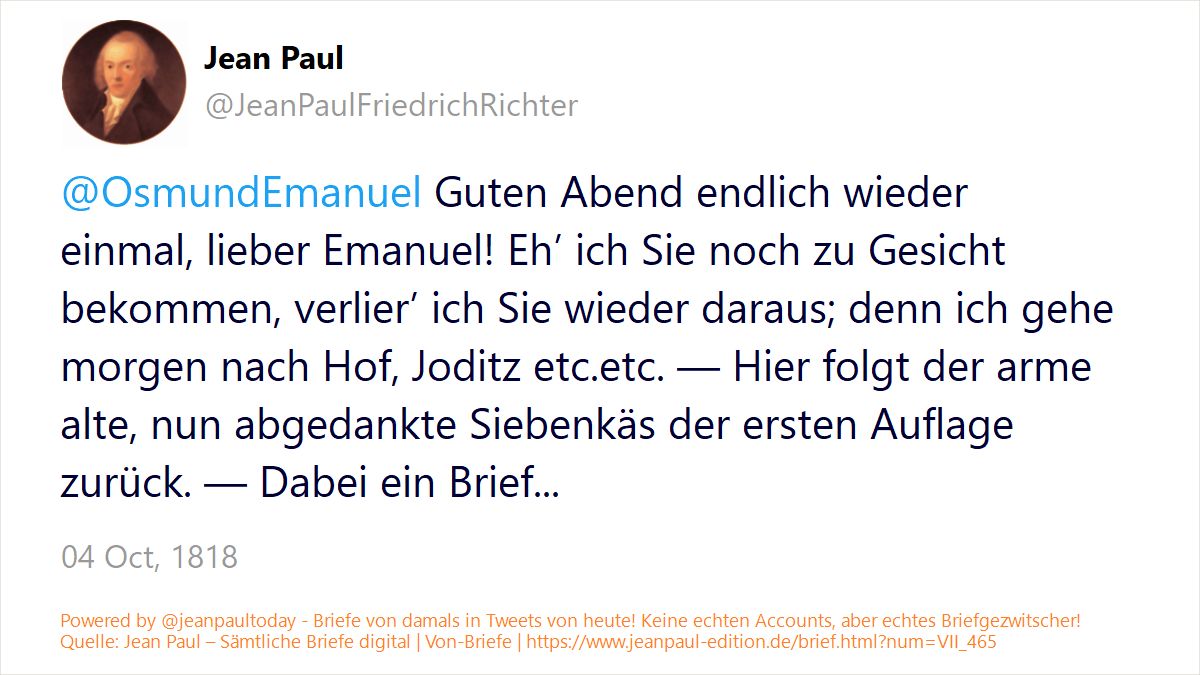 Jean Paul
@JeanPaulFriedrichRichter
@OsmundEmanuel Guten Abend endlich wieder
einmal, lieber Emanuel! Eh’ ich Sie noch zu Gesicht
bekommen, verlier’ ich Sie wieder daraus; denn ich gehe
morgen nach Hof, Joditz etc.etc. — Hier folgt der arme
alte, nun abgedankte Siebenkäs der ersten Auflage
zurück. — Dabei ein Brief...
04 Oct, 1818
Powered by @jeanpaultoday - Briefe von damals in Tweets von heute! Keine echten Accounts, aber echtes Briefgezwitscher!
Quelle: Jean Paul – Sämtliche Briefe digital | Von-Briefe | https://www.jeanpaul-edition.de/brief.html?num=VII_465